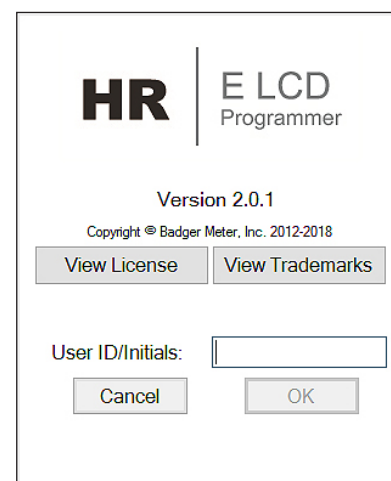 HR
E LCD
Programmer
Version 2.0.1
Copyright © Badger Meter, Inc. 2012-2018
View License View Trademarks
User ID/Initials:
Cancel OK